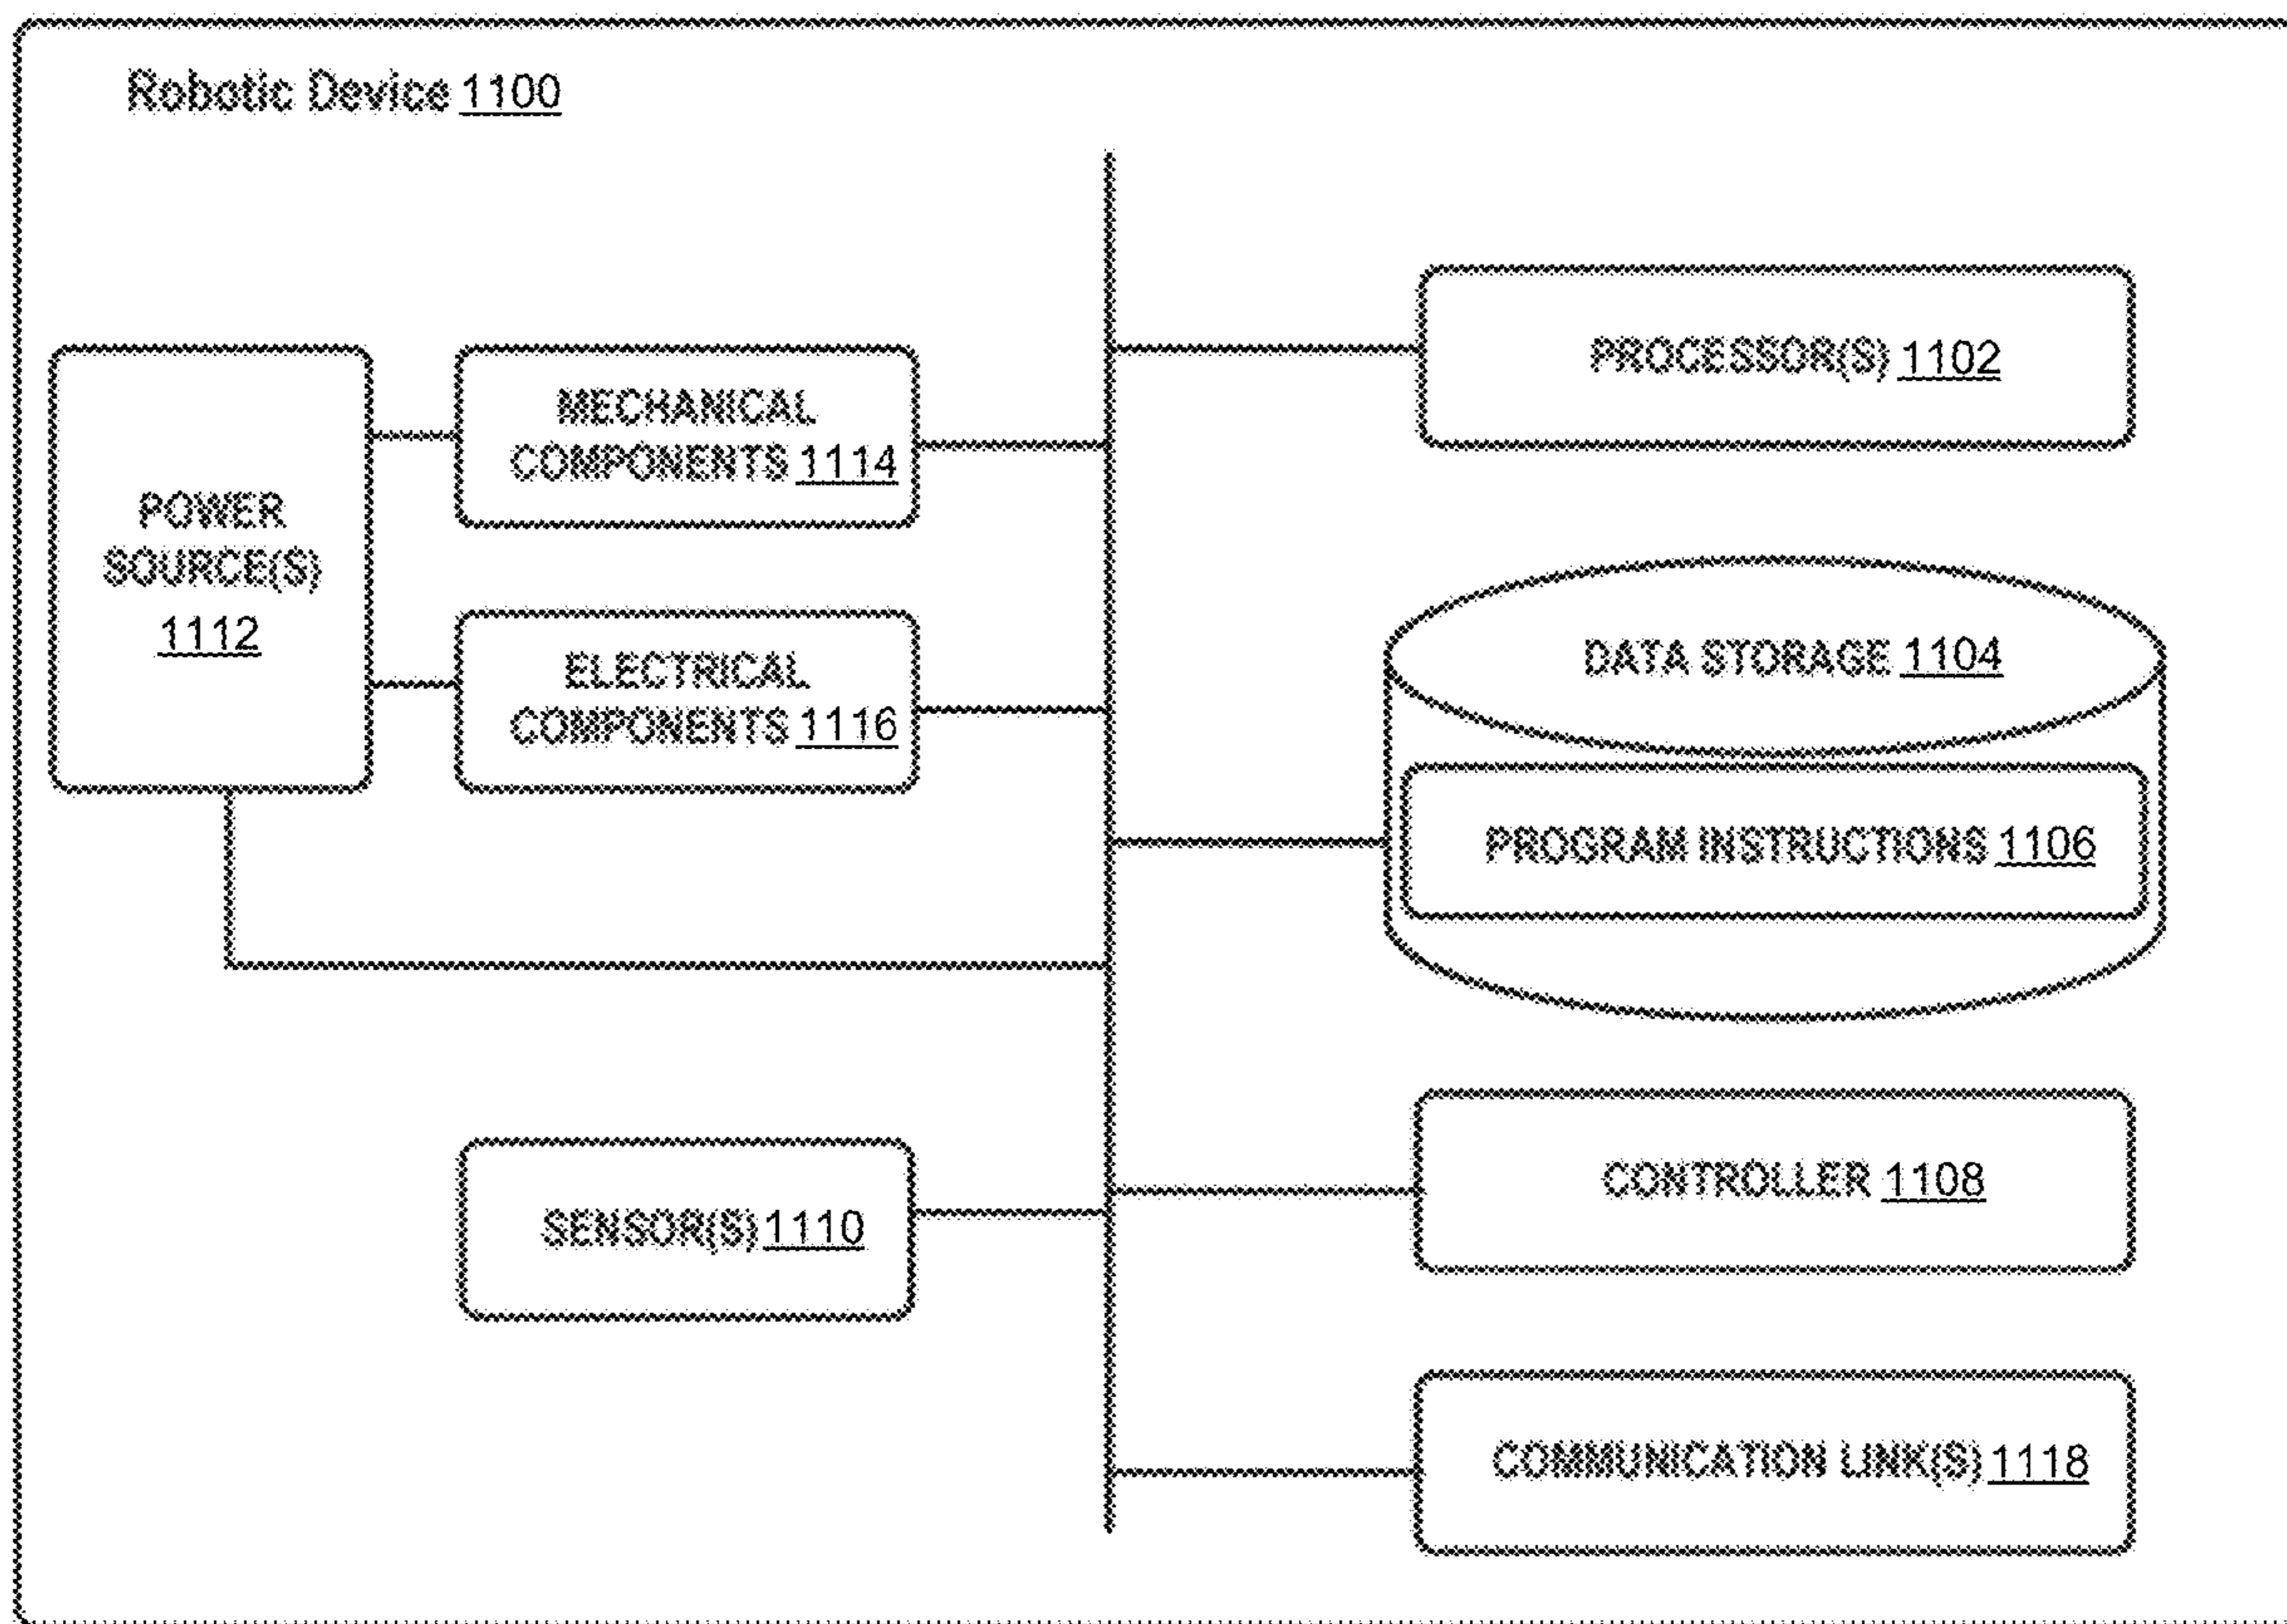 Robotic Device 1100
PROCESSOR(S) 1102
MECHANICAL
COMPONENTS 1114
POWER
SOURCE(S)
1112
ELECTRICAL
COMPONENTS 1116
DATA STORAGE 1104
PROGRAM INSTRUCTIONS 1106
SENSOR(S) 1110
CONTROLLER 1108
COMMUNICATION LINK(S) 1118